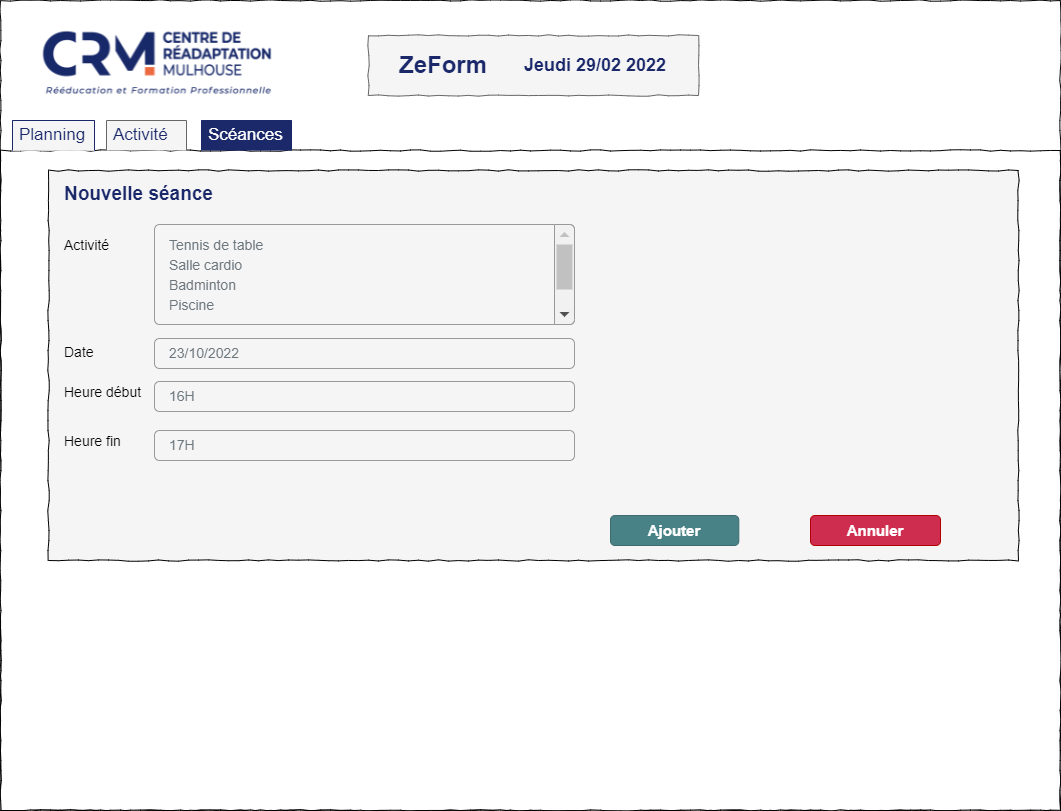 CRM CENTRE DE
RÉADAPTATION
MULHOUSE
Rééducation et Formation Professionnelle
ZeForm Jeudi 29/02 2022
Planning Activité Scéances
Nouvelle séance
Activité
Tennis de table
Salle cardio
Badminton
Piscine
Date 23/10/2022
Heure début 16H
Heure fin 17H
Ajouter Annuler